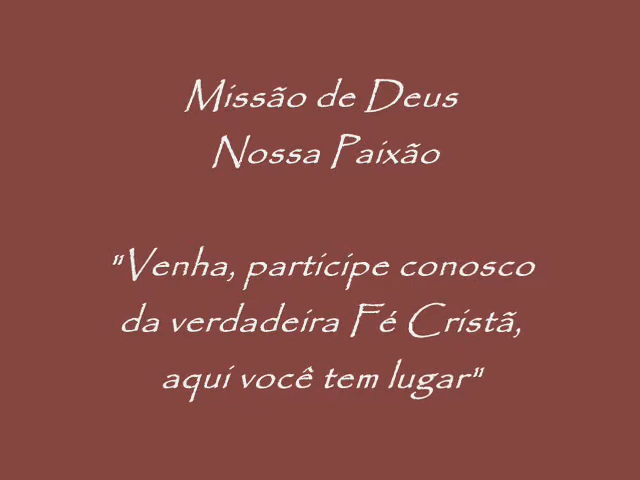 Missão de Deus
Nossa Paixão
"Venha, participe conosco
da verdadeira Fé Cristã,
aqui você tem lugar"